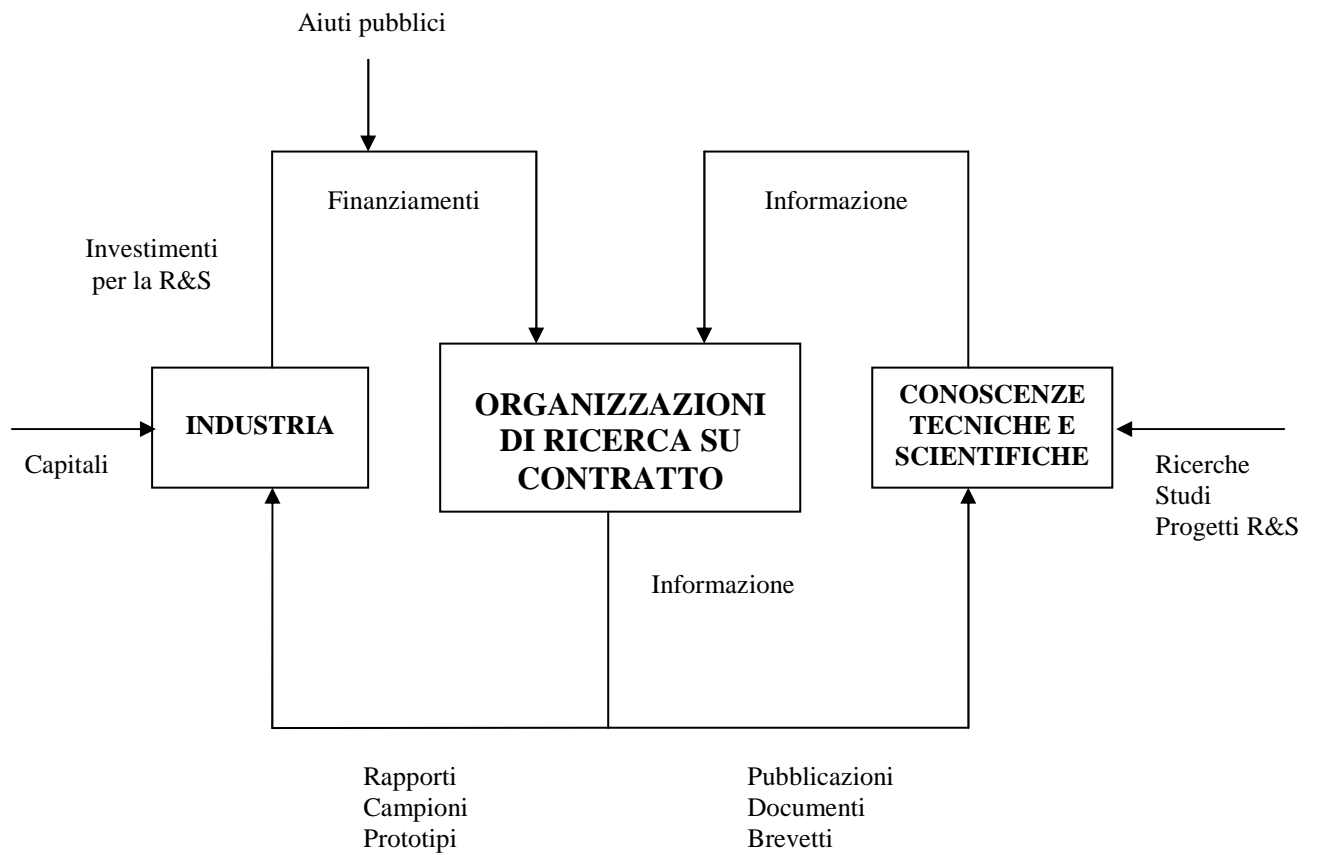 Aiuti pubblici
Finanziamenti
Informazione
Investimenti
per la R&S
INDUSTRIA
ORGANIZZAZIONI
DI RICERCA SU
CONTRATTO
CONOSCENZE
TECNICHE E
SCIENTIFICHE
Capitali
Ricerche
Studi
Progetti R&S
Informazione
Rapporti
Campioni
Prototipi
Pubblicazioni
Documenti
Brevetti